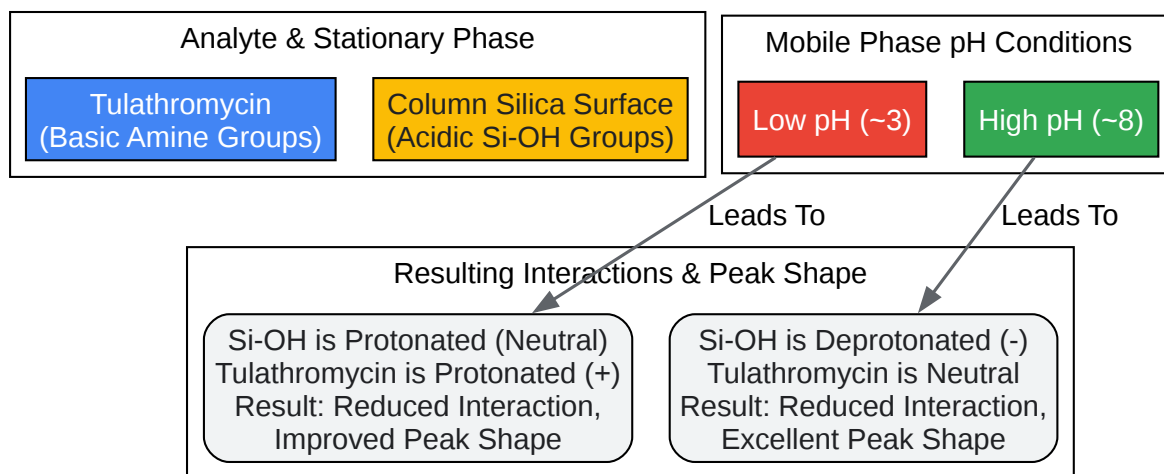 Analyte & Stationary Phase
Tulathromycin
(Basic Amine Groups)
Column Silica Surface
(Acidic Si-OH Groups)
Mobile Phase pH Conditions
Low pH (~3)
High pH (~8)
Leads To
Leads To
Resulting Interactions & Peak Shape
Si-OH is Protonated (Neutral)
Tulathromycin is Protonated (+)
Result: Reduced Interaction,
Improved Peak Shape
Si-OH is Deprotonated (-)
Tulathromycin is Neutral
Result: Reduced Interaction,
Excellent Peak Shape